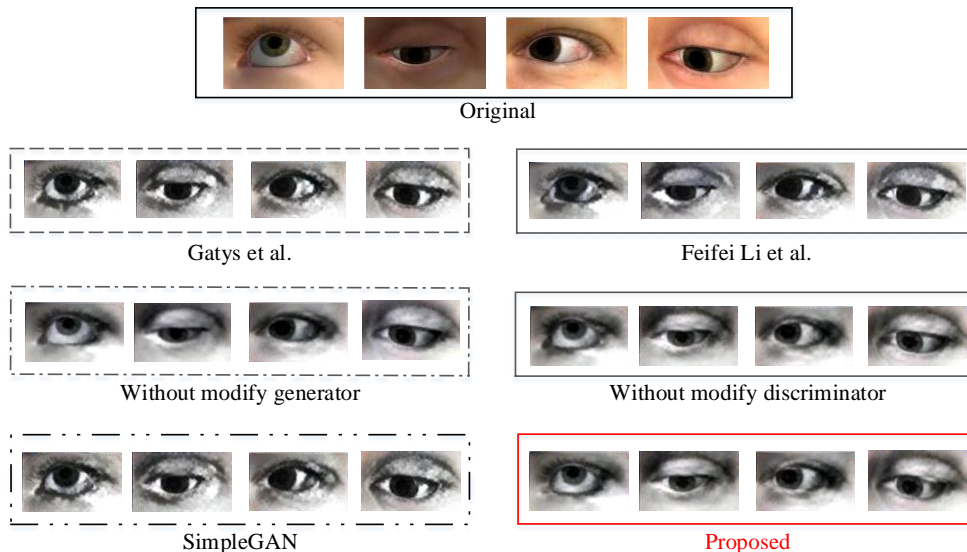 Original
Gatys et al.
Feifei Li et al.
Without modify generator
Without modify discriminator
SimpleGAN
Proposed